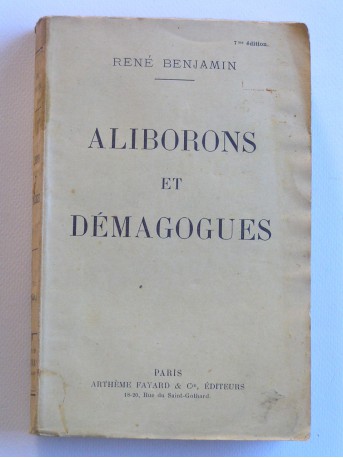 7me édition.
RENÉ BENJAMIN
ALIBORONS
ET
DÉMAGOGUES
PARIS
ARTHÈME FAYARD & Cie, ÉDITEURS
18-20, Rue du Saint-Gothard